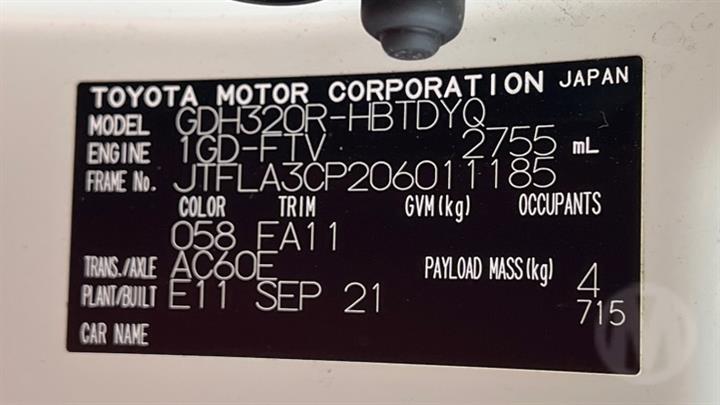 TOYOTA MOTOR CORPORATION JAPAN
MODEL GDH320R-HBTDYQ
ENGINE 1GD-FTV 2755 mL
FRAME No. JTFLA3CP206011185
COLOR TRIM GVM(kg) OCCUPANTS
058 FA11
TRANS./AXLE AC60E PAYLOAD MASS(kg) 4
PLANT/BUILT E11 SEP 21 715
CAR NAME
M